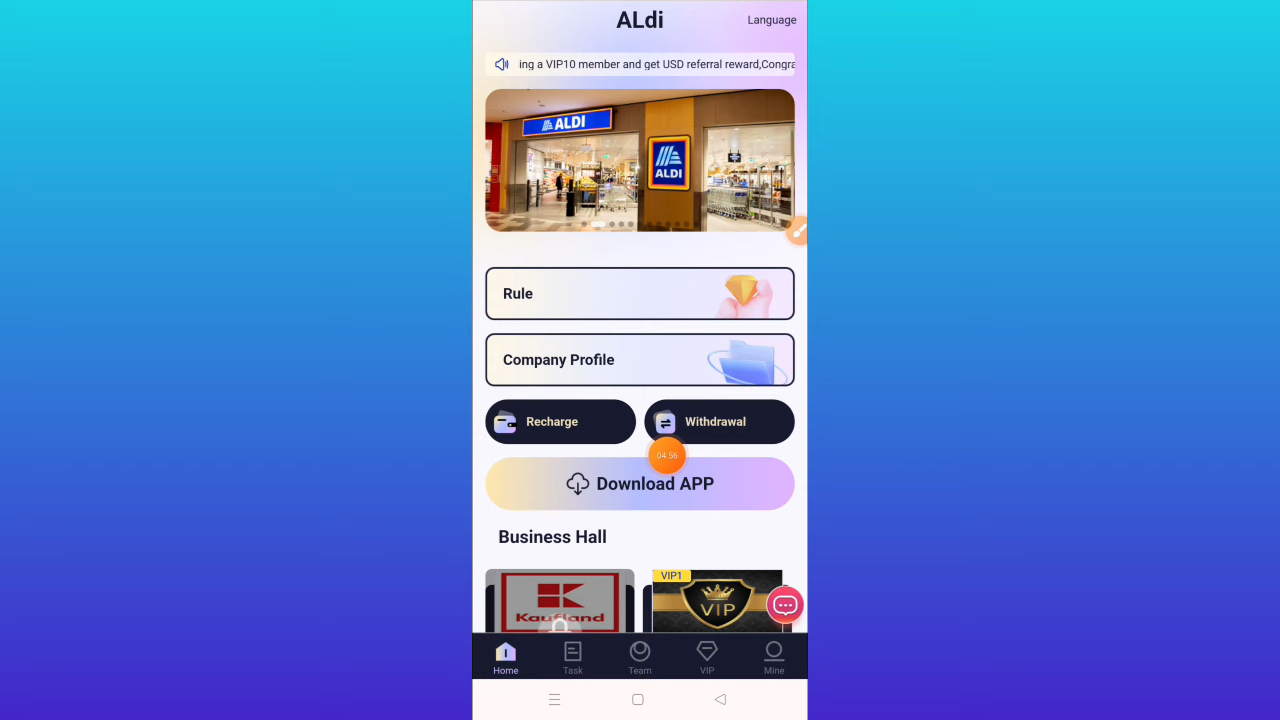 ALdi
Language
ing a VIP10 member and get USD referral reward,Congra
ALDI
ALDI
Rule
Company Profile
Recharge
Withdrawal
04:56
Download APP
Business Hall
Kaufland
VIP1
VIP
Home
Task
Team
VIP
Mine